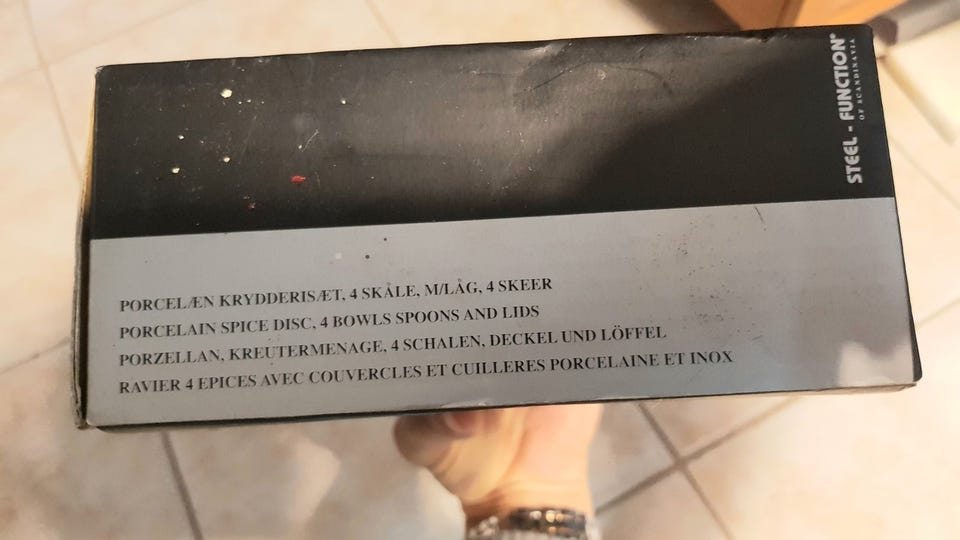 STEEL - FUNCTION®
OF SCANDINAVIA
PORCELÆN KRYDDERISÆT, 4 SKÅLE, M/LÅG, 4 SKEER
PORCELAIN SPICE DISC, 4 BOWLS SPOONS AND LIDS
PORZELLAN, KREUTERMENAGE, 4 SCHALEN, DECKEL UND LÖFFEL
RAVIER 4 EPICES AVEC COUVERCLES ET CUILLERES PORCELAINE ET INOX